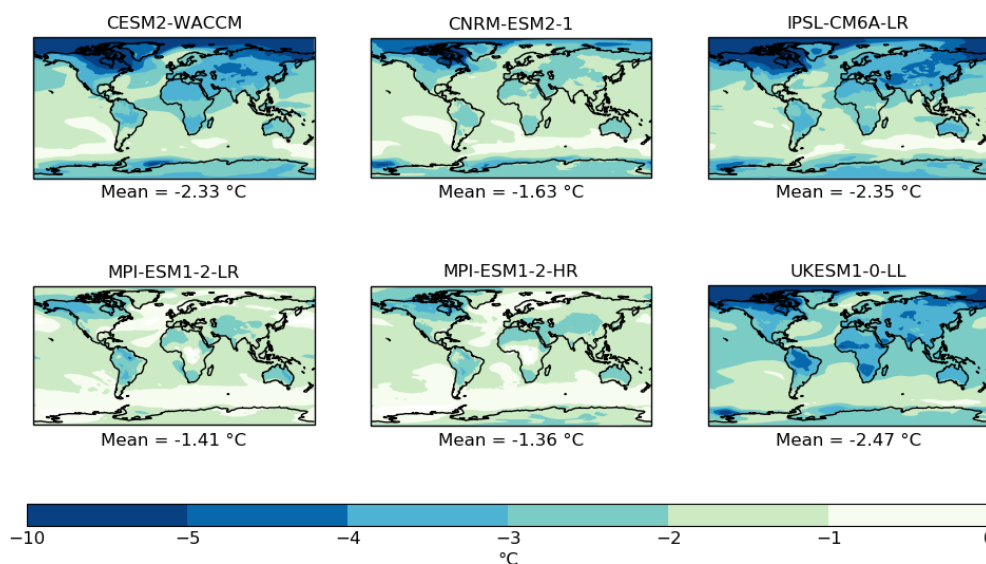 CESM2-WACCM
CNRM-ESM2-1
IPSL-CM6A-LR
Mean = -2.33 °C
Mean = -1.63 °C
Mean = -2.35 °C
MPI-ESM1-2-LR
MPI-ESM1-2-HR
UKESM1-0-LL
Mean = -1.41 °C
Mean = -1.36 °C
Mean = -2.47 °C
−10 −5 −4 −3 −2 −1 0
°C